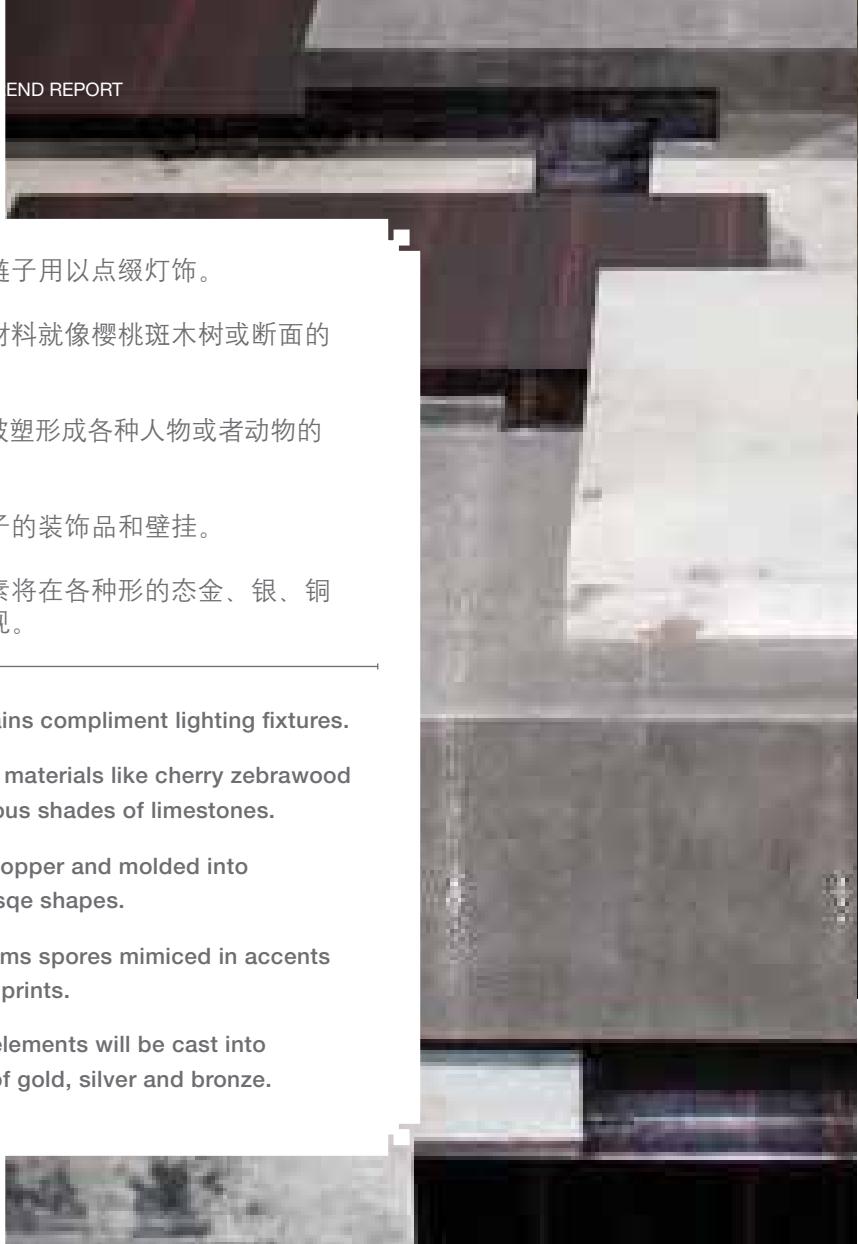 END REPORT
链子用以点缀灯饰。
材料就像樱桃斑木树或断面的
被塑形成各种人物或者动物的
子的装饰品和壁挂。
素将在各种形的态金、银、铜
现。
ins compliment lighting fixtures.
materials like cherry zebrawood
ous shades of limestones.
opper and molded into
sqe shapes.
ms spores mimiced in accents
prints.
elements will be cast into
of gold, silver and bronze.